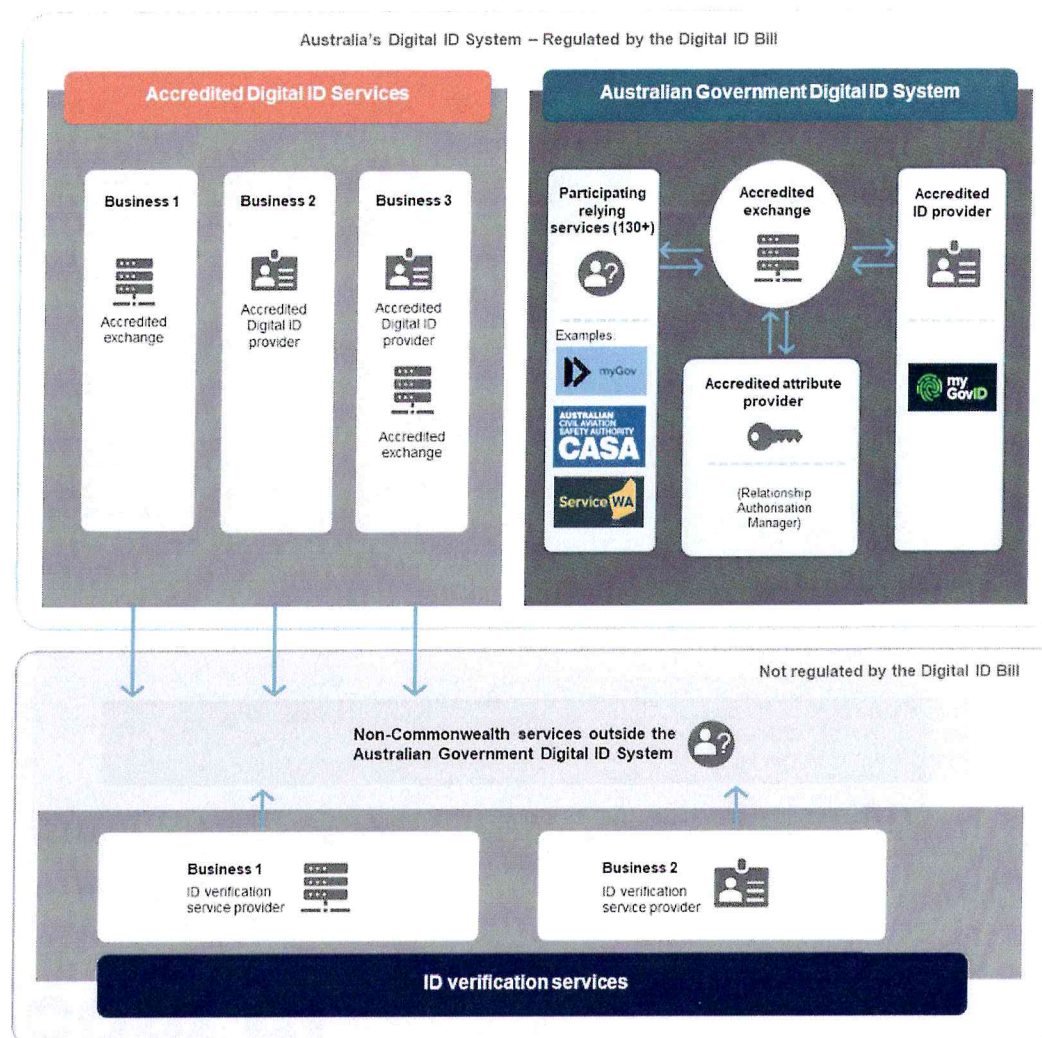 Australia's Digital ID System – Regulated by the Digital ID Bill
Accredited Digital ID Services
Business 1
Accredited
exchange
Business 2
Accredited
Digital ID
provider
Business 3
Accredited
Digital ID
provider
Accredited
exchange
Australian Government Digital ID System
Participating
relying
services (130+)
Examples:
myGov
AUSTRALIAN
CIVIL AVIATION
SAFETY AUTHORITY
CASA
Service WA
Accredited
exchange
Accredited attribute
provider
(Relationship
Authorisation
Manager)
Accredited
ID provider
my
GovID
Not regulated by the Digital ID Bill
Non-Commonwealth services outside the
Australian Government Digital ID System
Business 1
ID verification
service provider
Business 2
ID verification
service provider
ID verification services